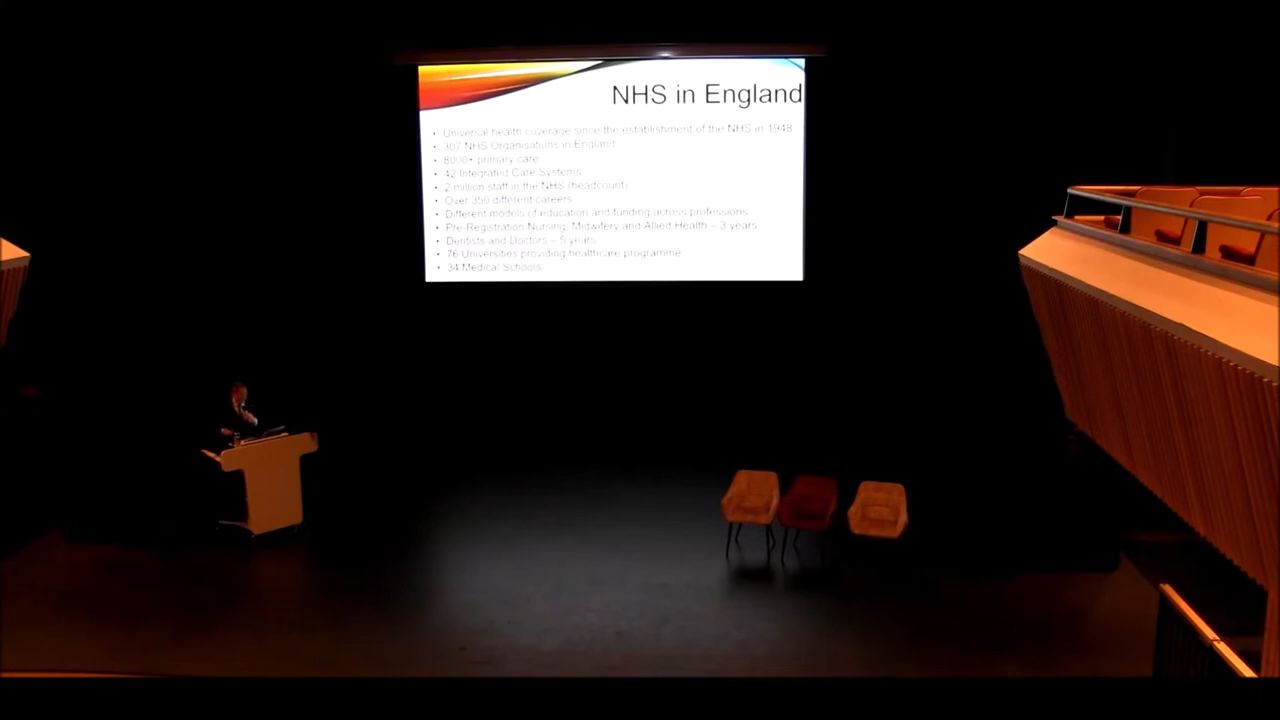 NHS in England
• Universal health coverage since the establishment of the NHS in 1948
• 307 NHS Organisations in England
• 8000+ primary care
• 42 Integrated Care Systems
• 2 million staff in the NHS (headcount)
• Over 350 different careers
• Different models of education and funding across professions
• Pre-Registration Nursing, Midwifery and Allied Health – 3 years
• Dentists and Doctors – 5 years
• 76 Universities providing healthcare programme
• 34 Medical Schools